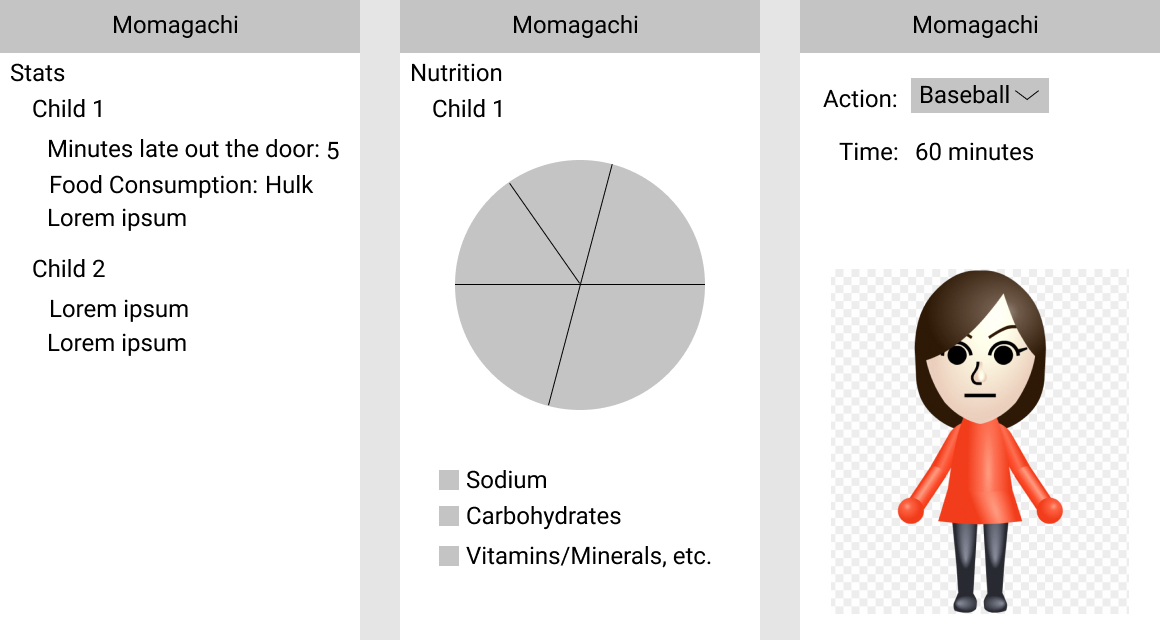 Momagachi
Stats
Child 1
Minutes late out the door: 5
Food Consumption: Hulk
Lorem ipsum
Child 2
Lorem ipsum
Lorem ipsum
Momagachi
Nutrition
Child 1
Sodium
Carbohydrates
Vitamins/Minerals, etc.
Momagachi
Action: Baseball
Time: 60 minutes